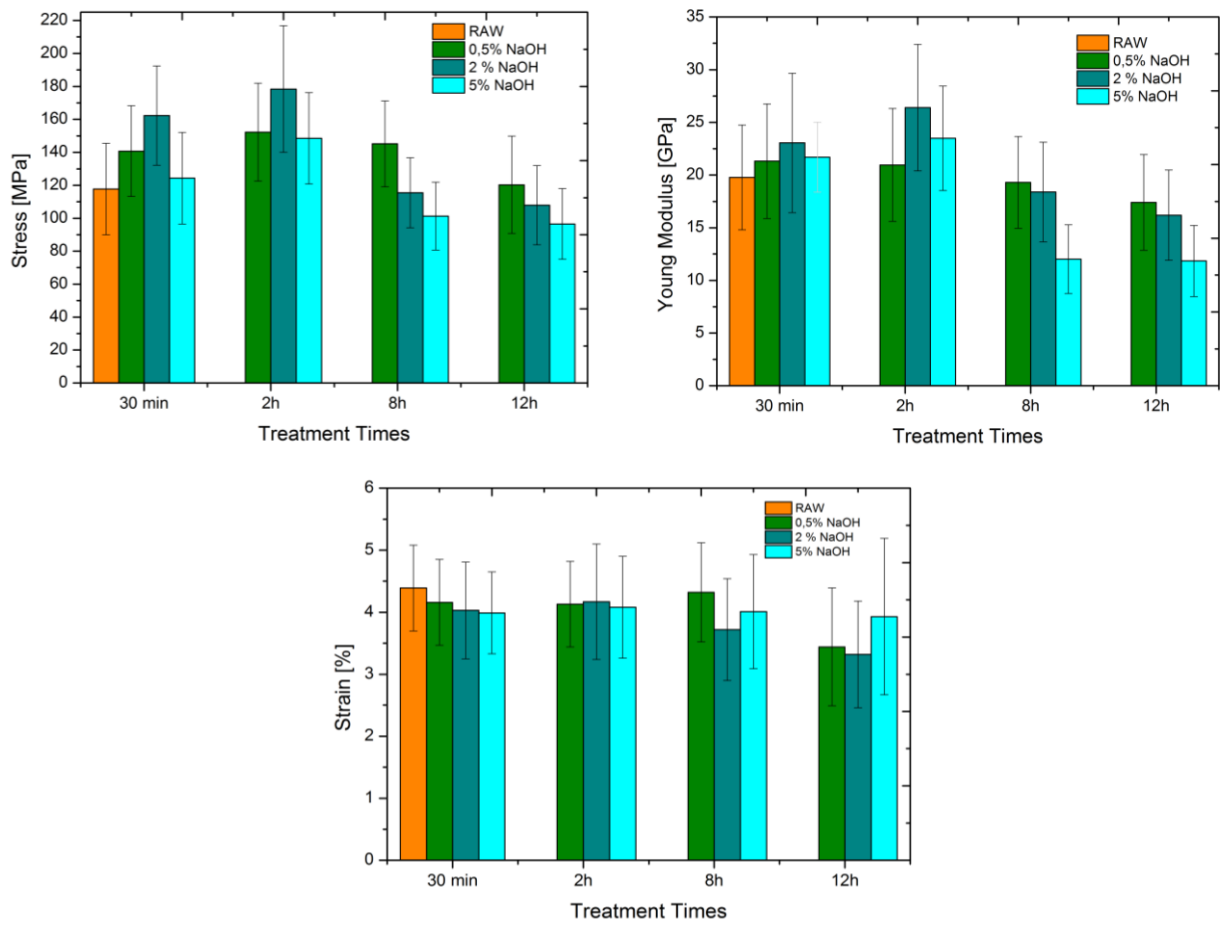 220
200
180
160
140
120
100
80
60
40
20
0
Stress [MPa]
RAW
0,5% NaOH
2 % NaOH
5% NaOH
30 min 2h 8h 12h
Treatment Times
35
30
25
20
15
10
5
0
Young Modulus [GPa]
RAW
0,5% NaOH
2 % NaOH
5% NaOH
30 min 2h 8h 12h
Treatment Times
6
5
4
3
2
1
0
Strain [%]
RAW
0,5% NaOH
2 % NaOH
5% NaOH
30 min 2h 8h 12h
Treatment Times